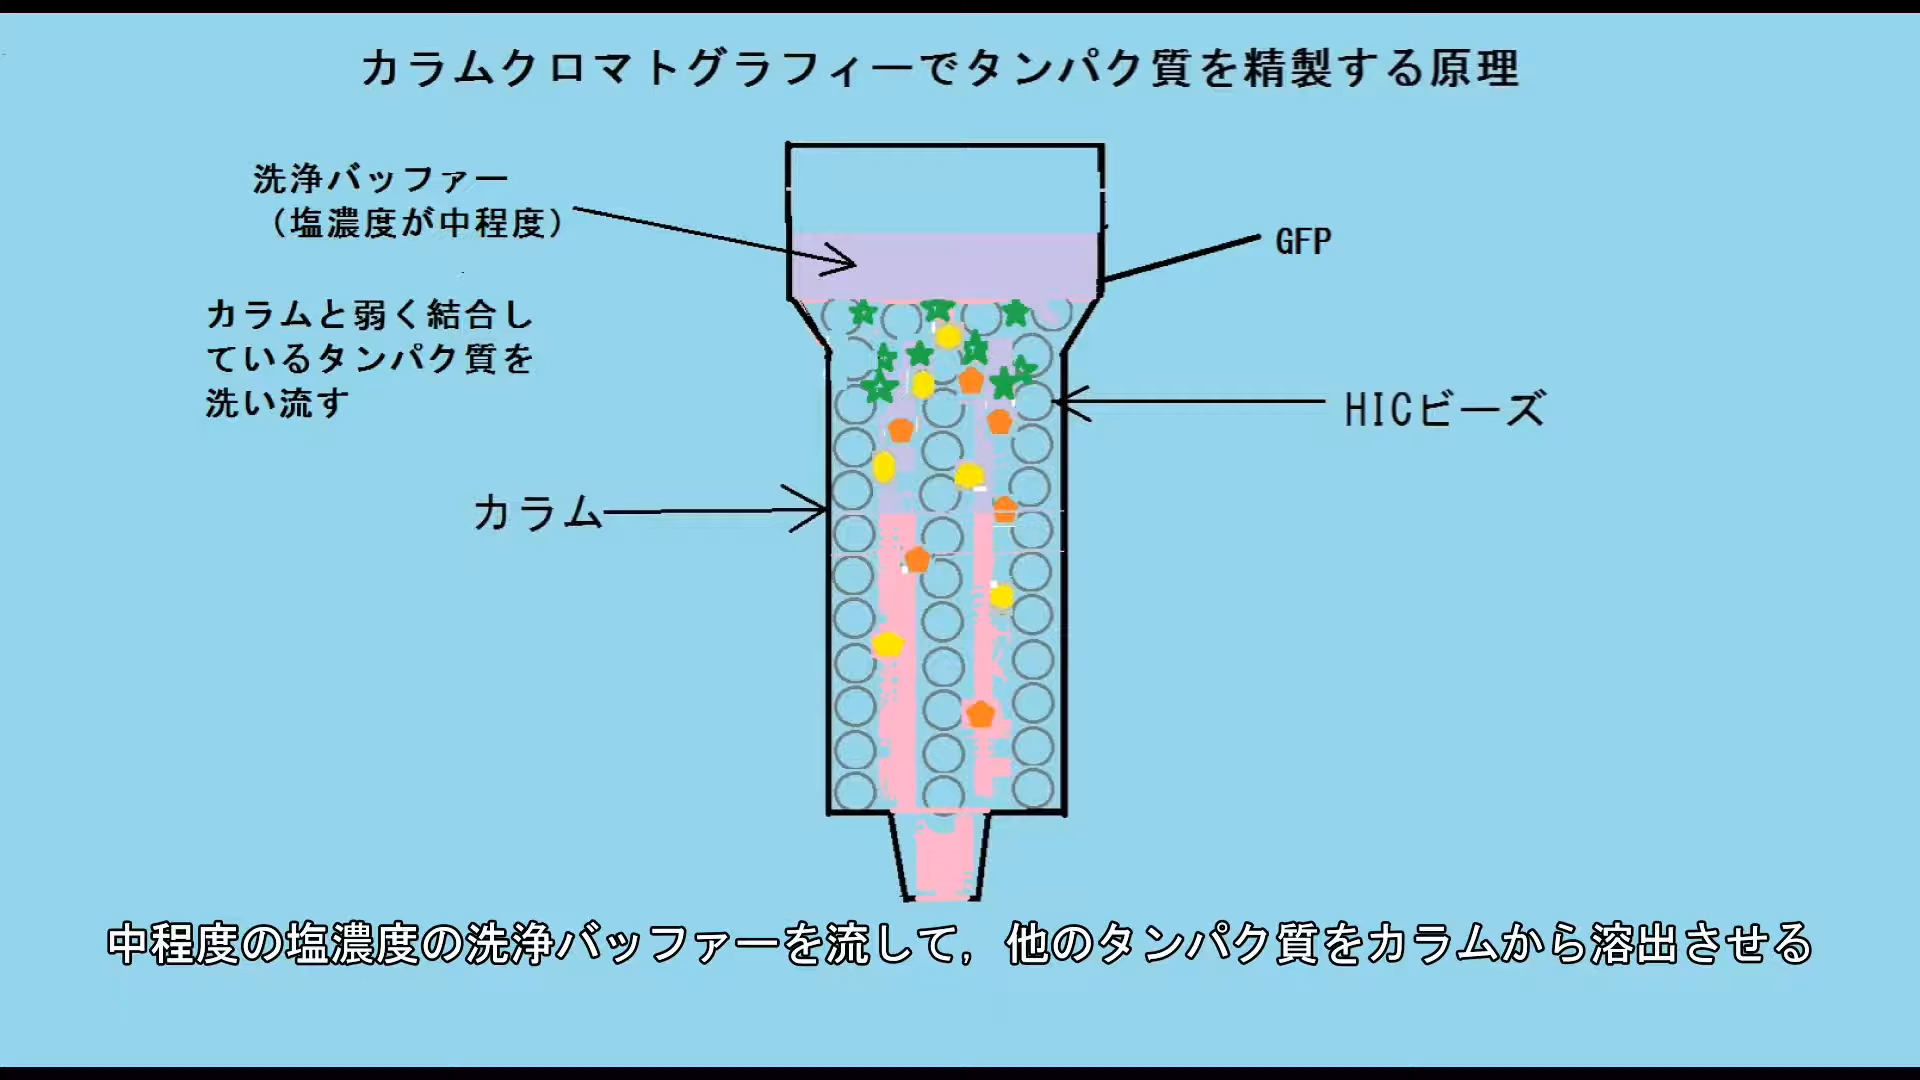 カラムクロマトグラフィーでタンパク質を精製する原理
洗浄バッファー
（塩濃度が中程度）
GFP
カラムと弱く結合し
ているタンパク質を
洗い流す
HICビーズ
カラム
中程度の塩濃度の洗浄バッファーを流して，他のタンパク質をカラムから溶出させる